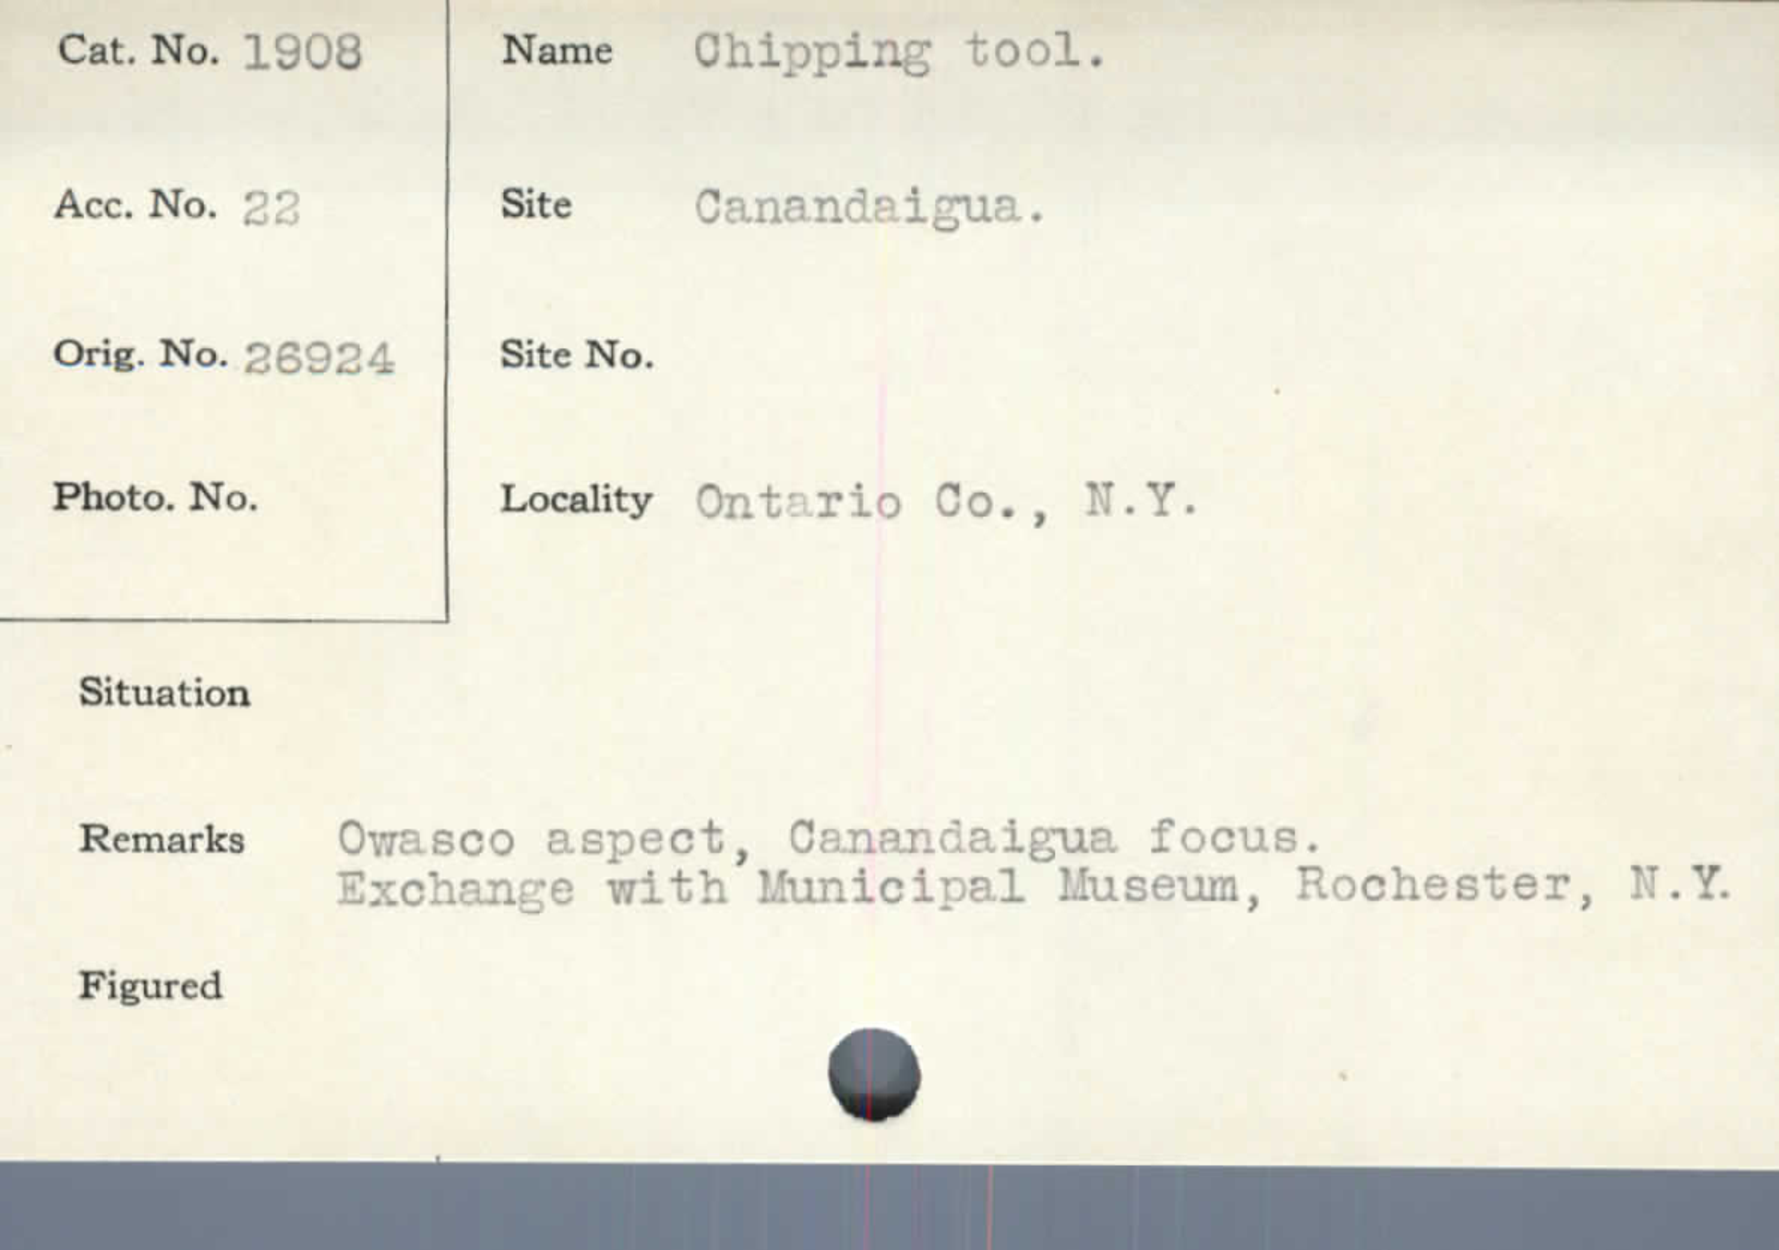 Cat. No. 1908
Name Chipping tool.
Acc. No. 22
Site Canandaigua.
Orig. No. 26924
Site No.
Photo. No.
Locality Ontario Co., N.Y.
Situation
Remarks Owasco aspect, Canandaigua focus.
Exchange with Municipal Museum, Rochester, N.Y.
Figured